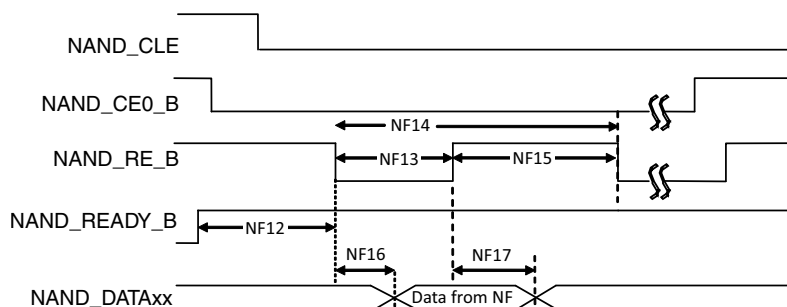 NAND_CLE
NAND_CE0_B
NF14
NAND_RE_B
NF13
NF15
NAND_READY_B
NF12
NF16
NF17
NAND_DATAxx
Data from NF